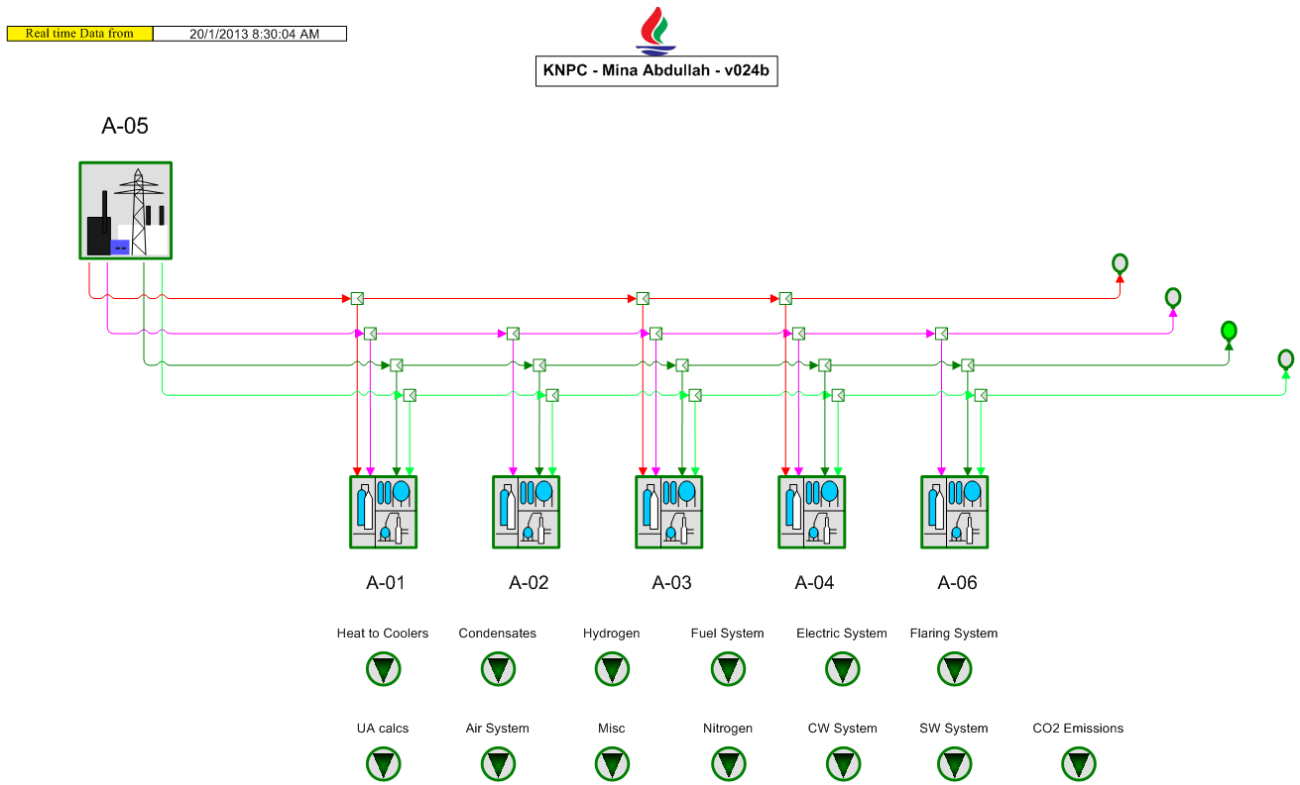 Real time Data from 20/1/2013 8:30:04 AM
KNPC - Mina Abdullah - v024b
A-05
A-01 A-02 A-03 A-04 A-06
Heat to Coolers Condensates Hydrogen Fuel System Electric System Flaring System
UA calcs Air System Misc Nitrogen CW System SW System CO2 Emissions